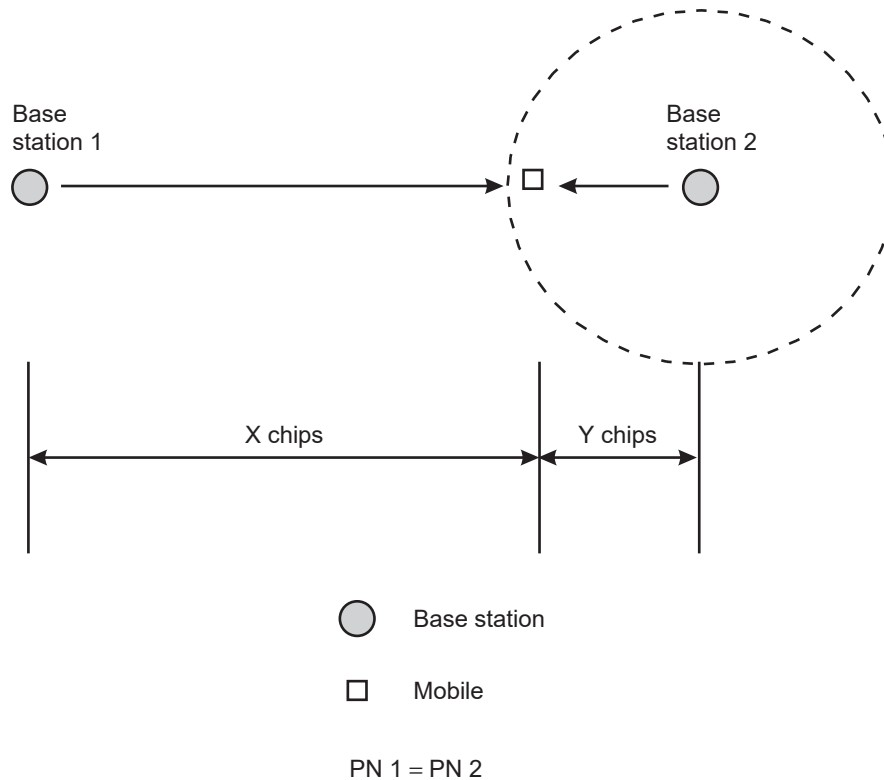 Base
station 1
Base
station 2
X chips
Y chips
Base station
Mobile
PN 1 = PN 2